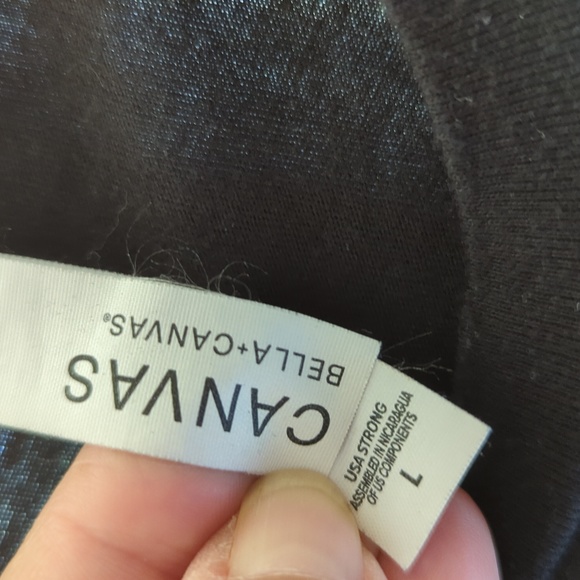 CANVAS
BELLA+CANVAS®
USA STRONG
ASSEMBLED IN NICARAGUA
OF US COMPONENTS
L